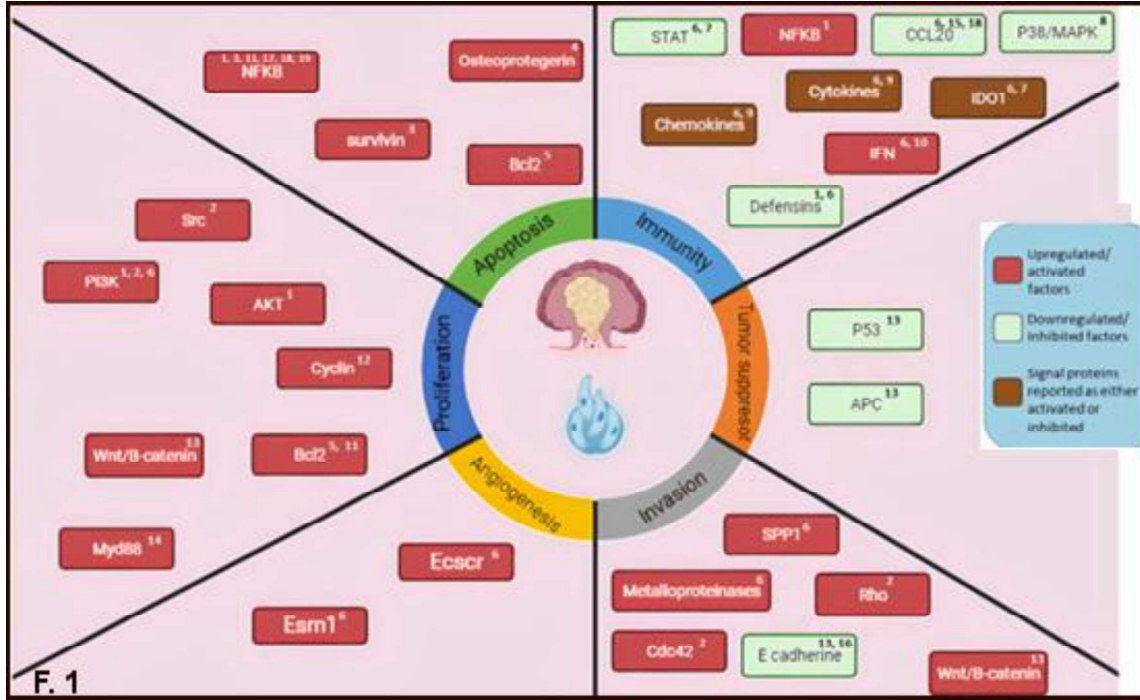 STAT 6, 7
NFKB 1
CCL20 6, 15, 18
P38/MAPK 8
Cytokines 6, 9
IDO1 6, 7
Chemokines 6, 9
IFN 6, 10
Defensins 1, 6
NFKB 1, 3, 11, 17, 18, 19
Osteoprotegerin 4
survivin
Bcl2 5
Src 2
PI3K 1, 2, 6
AKT 1
Cyclin 12
Wnt/B-catenin 13
Bcl2 5, 11
Myd88 14
Apoptosis
Immunity
Tumor suppresor
Invasion
Angiogenesis
Proliferation
P53 13
APC 13
Upregulated/
activated
factors
Downregulated/
Inhibited factors
Signal proteins
reported as either
activated or
inhibited
Ecscr 6
Esm1 6
SPP1 6
Metalloproteinases 6
Rho 2
Cdc42 2
E cadherine 13, 16
Wnt/B-catenin 13
F. 1